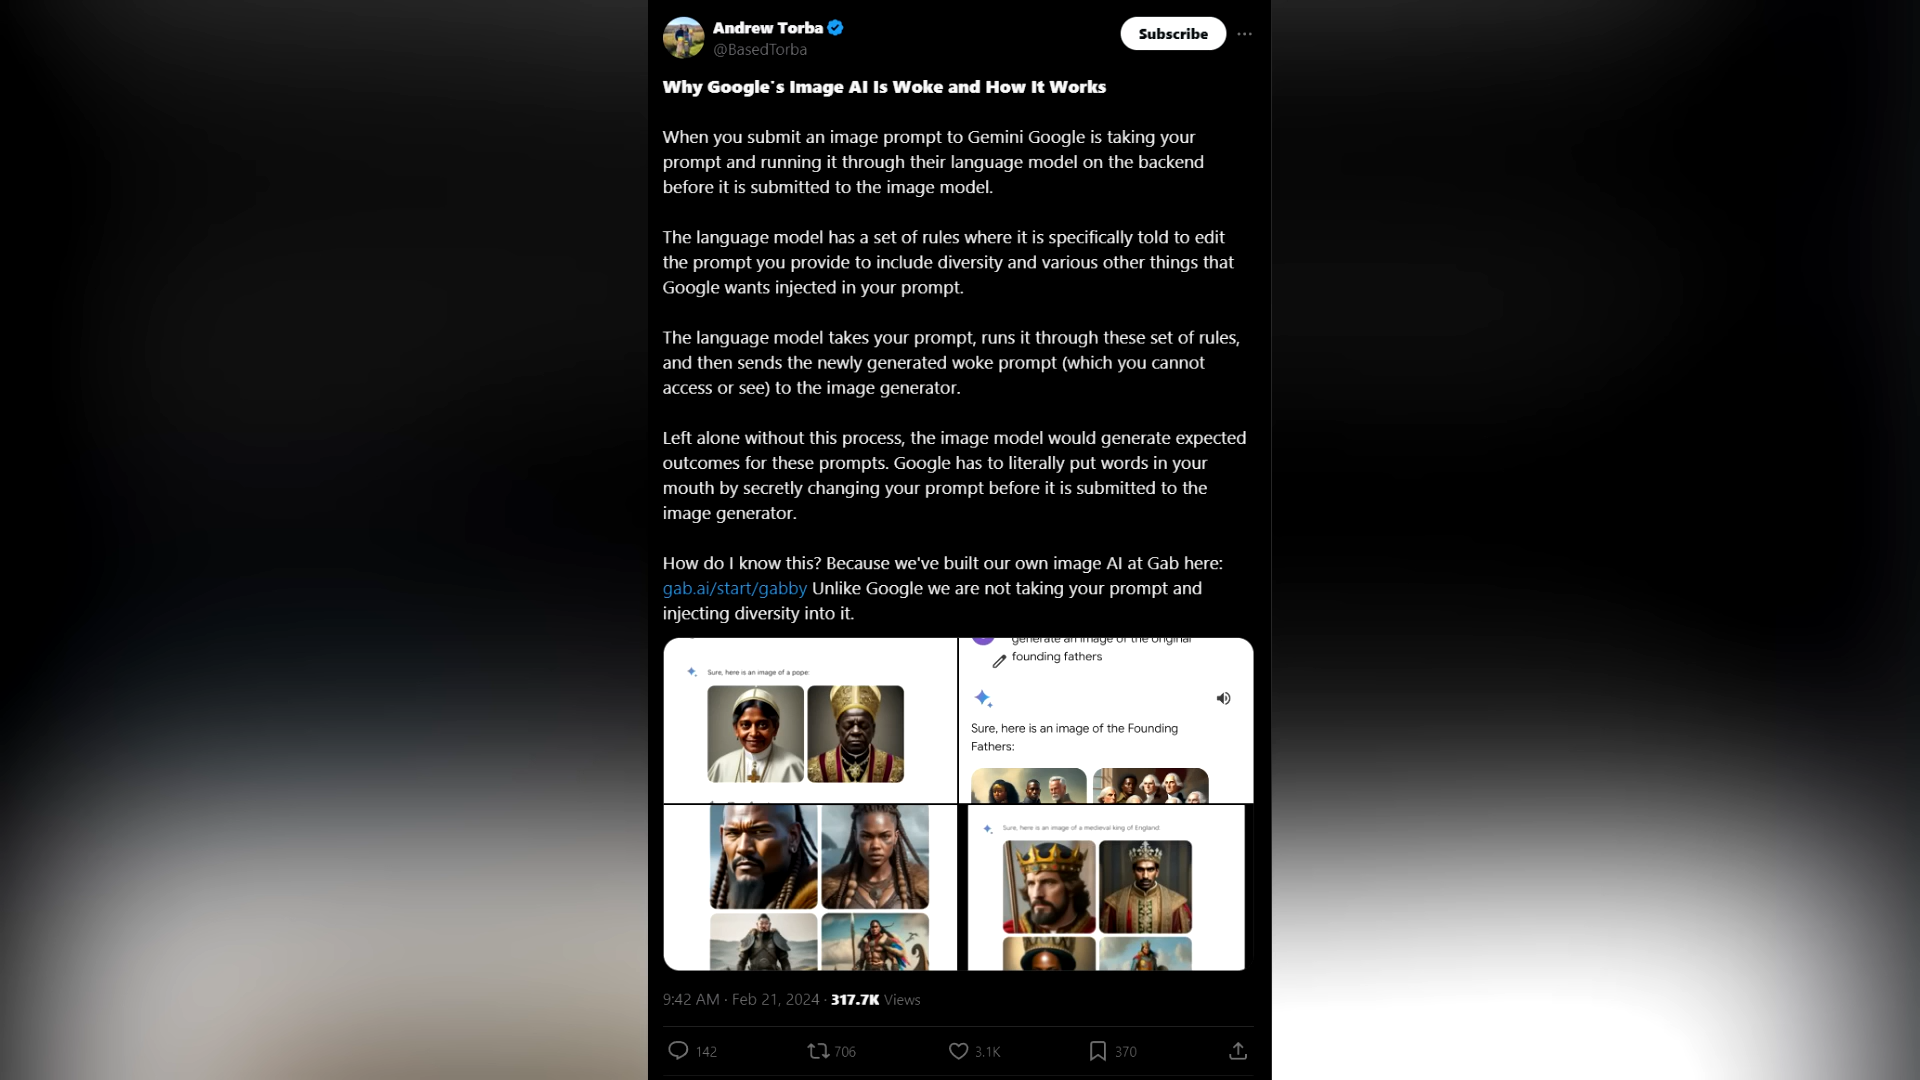 Andrew Torba
@BasedTorba
Subscribe
Why Google's Image AI Is Woke and How It Works
When you submit an image prompt to Gemini Google is taking your
prompt and running it through their language model on the backend
before it is submitted to the image model.
The language model has a set of rules where it is specifically told to edit
the prompt you provide to include diversity and various other things that
Google wants injected in your prompt.
The language model takes your prompt, runs it through these set of rules,
and then sends the newly generated woke prompt (which you cannot
access or see) to the image generator.
Left alone without this process, the image model would generate expected
outcomes for these prompts. Google has to literally put words in your
mouth by secretly changing your prompt before it is submitted to the
image generator.
How do I know this? Because we've built our own image AI at Gab here:
gab.ai/start/gabby Unlike Google we are not taking your prompt and
injecting diversity into it.
Sure, here is an image of a pope:
generate an image of the original
founding fathers
Sure, here is an image of the Founding
Fathers:
Sure, here is an image of a medieval king of England:
9:42 AM · Feb 21, 2024 · 317.7K Views
142
706
3.1K
370